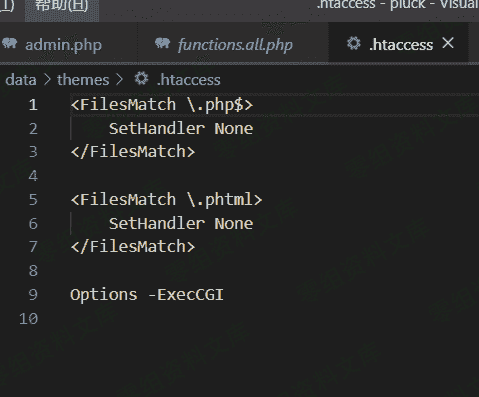 (T) 帮助(H) .htaccess - pluck - Visual
admin.php functions.all.php .htaccess
data > themes > .htaccess
1 <FilesMatch \.php$>
2 SetHandler None
3 </FilesMatch>
4
5 <FilesMatch \.phtml>
6 SetHandler None
7 </FilesMatch>
8
9 Options -ExecCGI
10